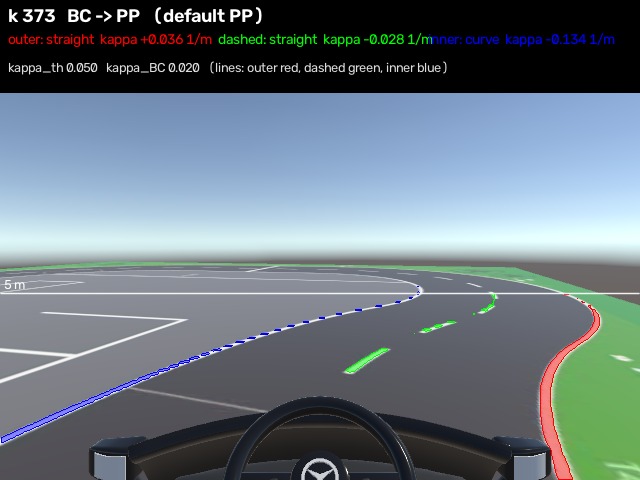 k 373 BC -> PP (default PP)
outer: straight kappa +0.036 1/m dashed: straight kappa -0.028 1/m inner: curve kappa -0.134 1/m
kappa_th 0.050 kappa_BC 0.020 (lines: outer red, dashed green, inner blue)
5 m